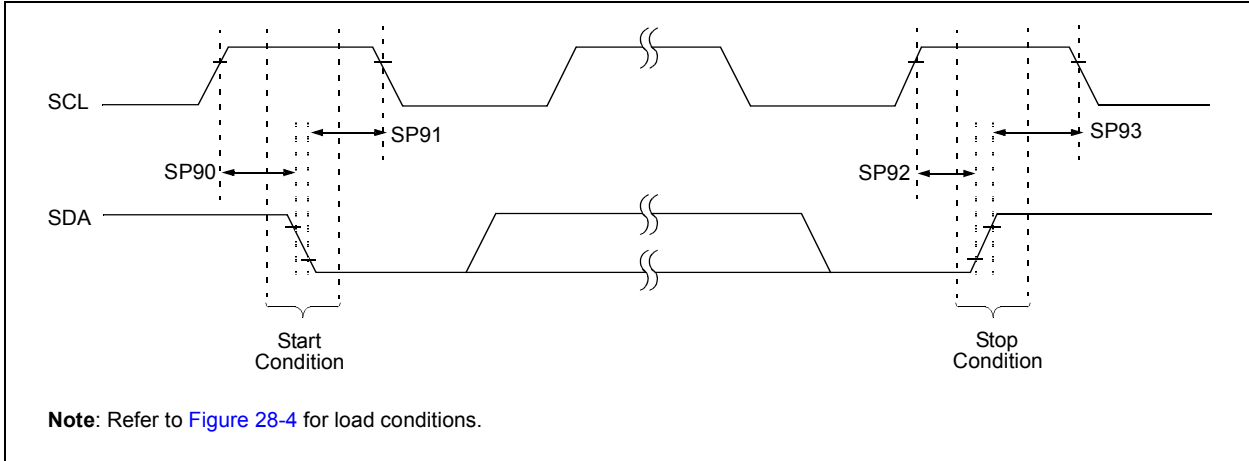 SCL
SP91
SP93
SP90
SP92
SDA
Start
Condition
Stop
Condition
Note: Refer to Figure 28-4 for load conditions.